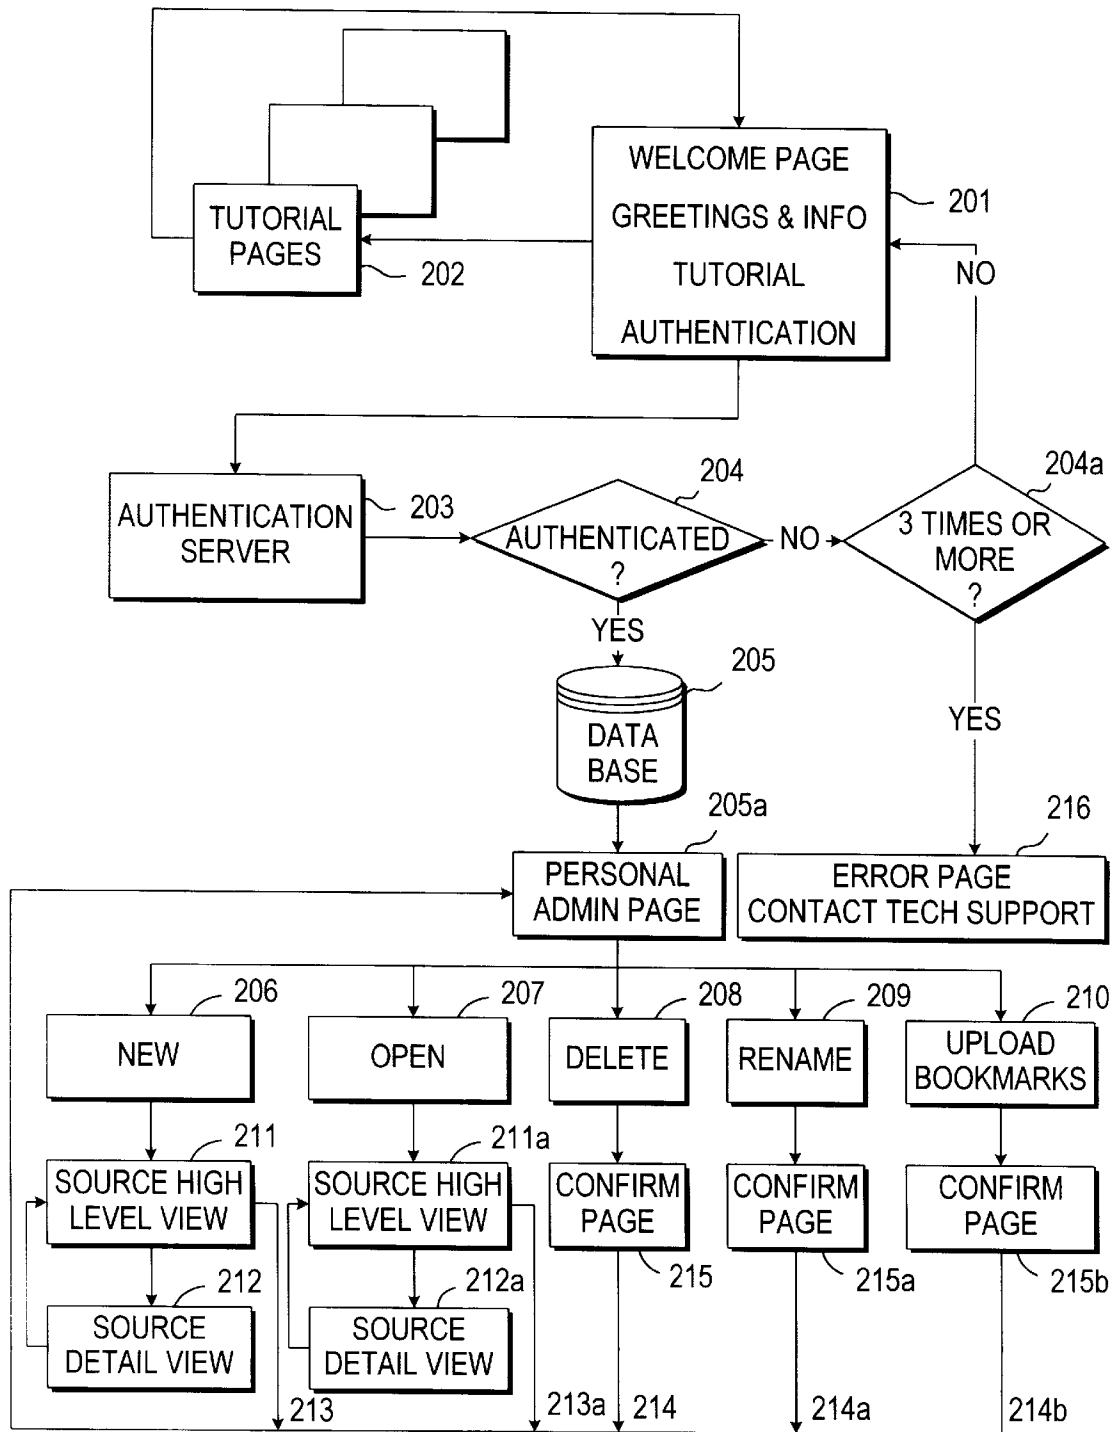 WELCOME PAGE
GREETINGS & INFO
TUTORIAL
AUTHENTICATION
201
TUTORIAL
PAGES
202
NO
AUTHENTICATION
SERVER
203
204
AUTHENTICATED
?
NO
204a
3 TIMES OR
MORE
?
YES
205
DATA
BASE
YES
205a
PERSONAL
ADMIN PAGE
216
ERROR PAGE
CONTACT TECH SUPPORT
206
NEW
207
OPEN
208
DELETE
209
RENAME
210
UPLOAD
BOOKMARKS
211
SOURCE HIGH
LEVEL VIEW
211a
SOURCE HIGH
LEVEL VIEW
CONFIRM
PAGE
215
CONFIRM
PAGE
215a
CONFIRM
PAGE
215b
212
SOURCE
DETAIL VIEW
212a
SOURCE
DETAIL VIEW
213
213a
214
214a
214b